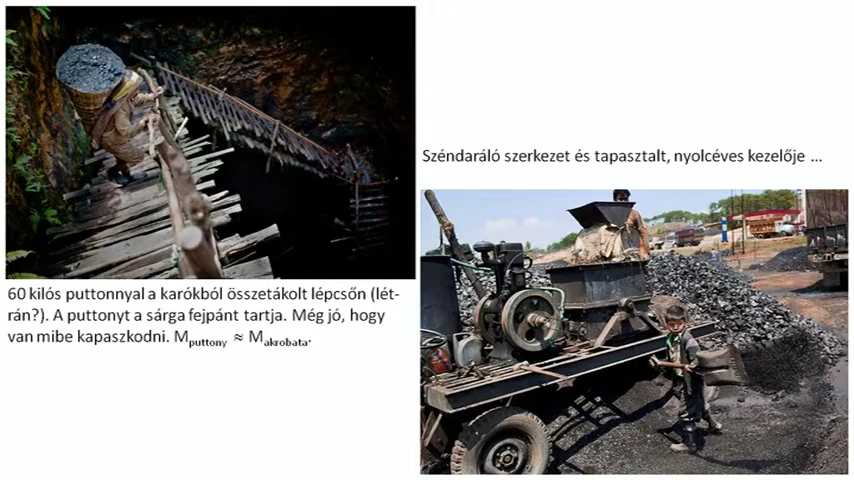 Széndaráló szerkezet és tapasztalt, nyolcéves kezelője ...
60 kilós puttonnyal a karókból összetákolt lépcsőn (lét-
rán?). A puttonyt a sárga fejpánt tartja. Még jó, hogy
van mibe kapaszkodni. Mputtony ≈ Makrobata.